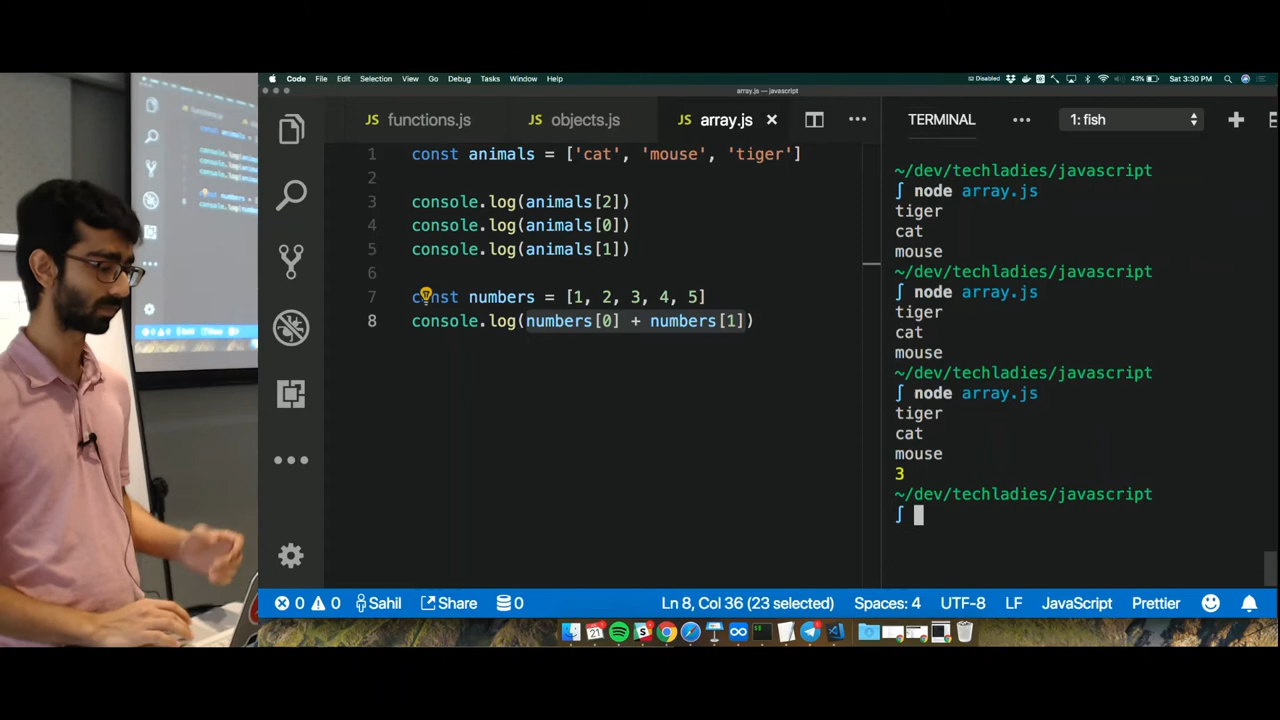 Code File Edit Selection View Go Debug Tasks Window Help
Disabled 43% Sat 3:30 PM
array.js — javascript
JS functions.js JS objects.js JS array.js
1 const animals = ['cat', 'mouse', 'tiger']
2
3 console.log(animals[2])
4 console.log(animals[0])
5 console.log(animals[1])
6
7 const numbers = [1, 2, 3, 4, 5]
8 console.log(numbers[0] + numbers[1])
TERMINAL 1: fish
~/dev/techladies/javascript
∫ node array.js
tiger
cat
mouse
~/dev/techladies/javascript
∫ node array.js
tiger
cat
mouse
~/dev/techladies/javascript
∫ node array.js
tiger
cat
mouse
3
~/dev/techladies/javascript
∫
0 0 Sahil Share 0 Ln 8, Col 36 (23 selected) Spaces: 4 UTF-8 LF JavaScript Prettier